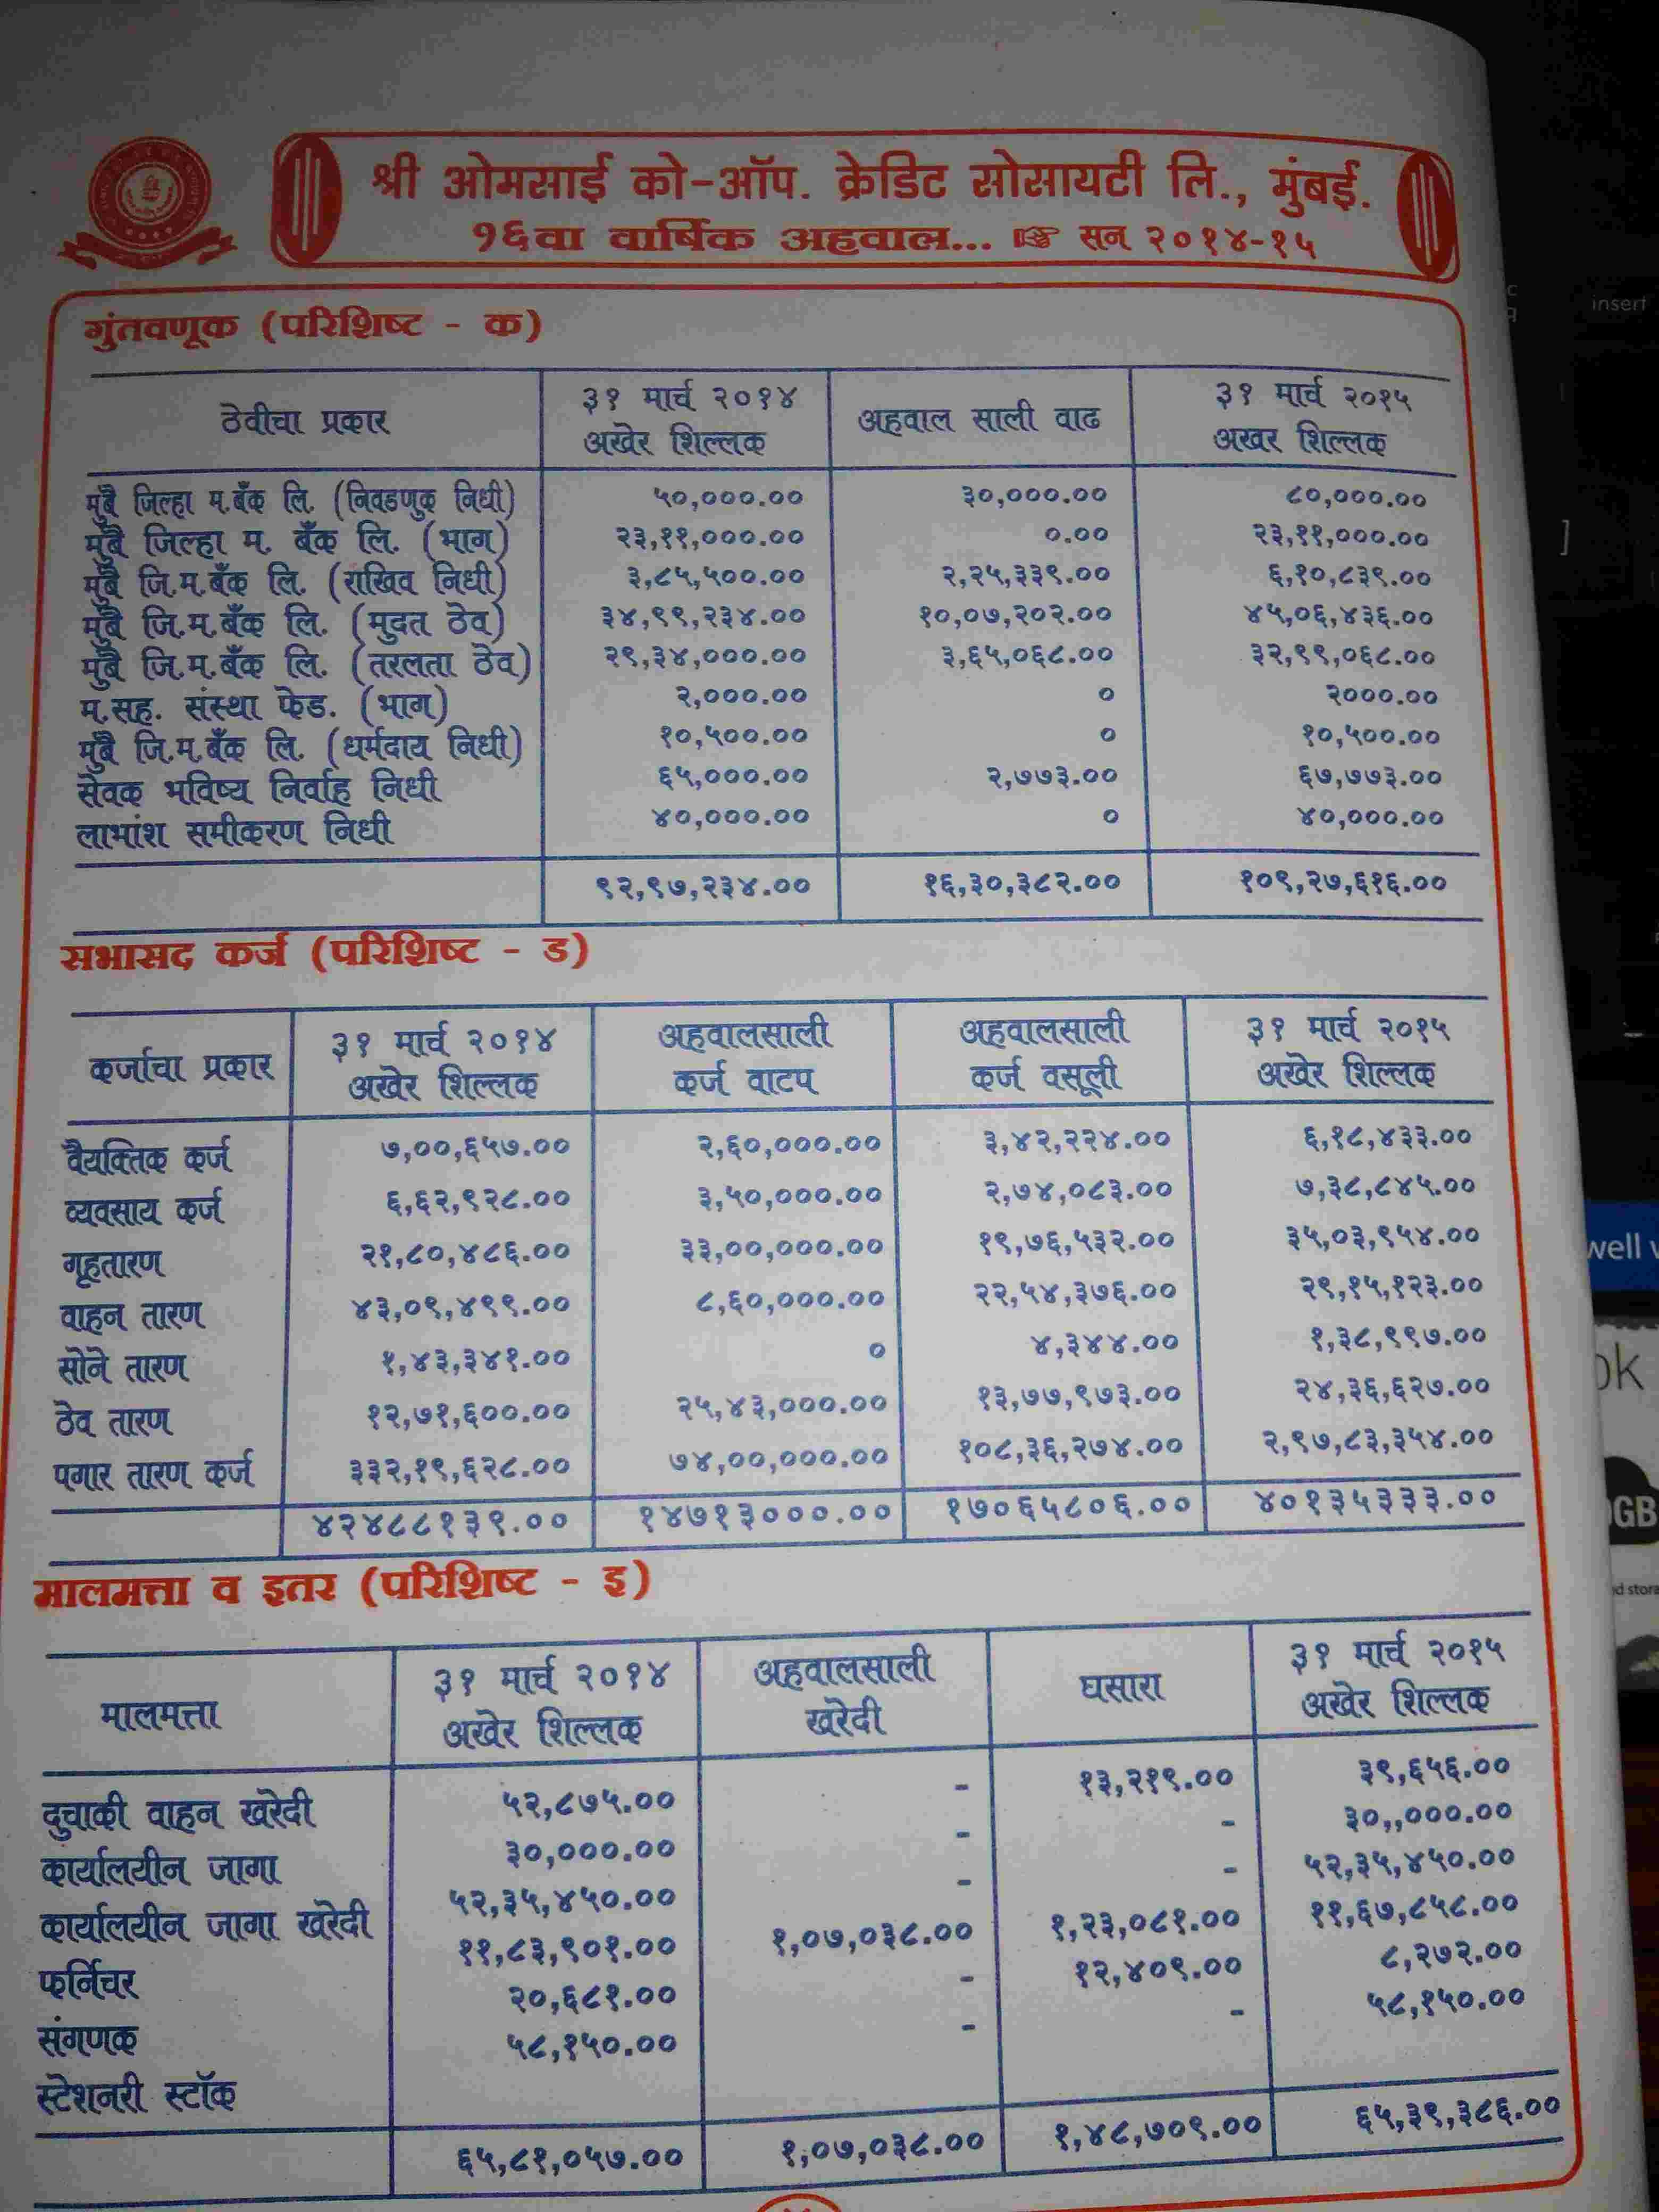 श्री ओमसाई को-ऑप. क्रेडिट सोसायटी लि., मुंबई.
१६वा वार्षिक अहवाल... ☞ सन् २०१४-१५
गुंतवणूक (परिशिष्ट - क)
ठेवीचा प्रकार ३१ मार्च २०१४ अखेर शिल्लक अहवाल साली वाढ ३१ मार्च २०१५ अखर शिल्लक
मुंबै जिल्हा म.बँक लि. (निवडणुक निधी) ५०,०००.०० ३०,०००.०० ८०,०००.००
मुंबै जिल्हा म. बँक लि. (भाग) २३,११,०००.०० ०.०० २३,११,०००.००
मुंबै जि.म.बँक लि. (राखिव निधी) ३,८५,५००.०० २,२५,३३९.०० ६,१०,८३९.००
मुंबै जि.म.बँक लि. (मुदत ठेव) ३४,९९,२३४.०० १०,०७,२०२.०० ४५,०६,४३६.००
मुंबै जि.म.बँक लि. (तरलता ठेव) २९,३४,०००.०० ३,६५,०६८.०० ३२,९९,०६८.००
म.सह. संस्था फेड. (भाग) २,०००.०० ० २०००.००
मुंबै जि.म.बँक लि. (धर्मदाय निधी) १०,५००.०० ० १०,५००.००
सेवक भविष्य निर्वाह निधी ६५,०००.०० २,७७३.०० ६७,७७३.००
लाभांश समीकरण निधी ४०,०००.०० ० ४०,०००.००
९२,९७,२३४.०० १६,३०,३८२.०० १०९,२७,६१६.००
सभासद कर्ज (परिशिष्ट - ड)
कर्जाचा प्रकार ३१ मार्च २०१४ अखेर शिल्लक अहवालसाली कर्ज वाटप अहवालसाली कर्ज वसूली ३१ मार्च २०१५ अखेर शिल्लक
वैयक्तिक कर्ज ७,००,६५७.०० २,६०,०००.०० ३,४२,२२४.०० ६,१८,४३३.००
व्यवसाय कर्ज ६,६२,९२८.०० ३,५०,०००.०० २,७४,०८३.०० ७,३८,८४५.००
गृहतारण २१,८०,४८६.०० ३३,००,०००.०० १९,७६,५३२.०० ३५,०३,९५४.००
वाहन तारण ४३,०९,४९९.०० ८,६०,०००.०० २२,५४,३७६.०० २९,१५,१२३.००
सोने तारण १,४३,३४१.०० ० ४,३४४.०० १,३८,९९७.००
ठेव तारण १२,७१,६००.०० २५,४३,०००.०० १३,७७,९७३.०० २४,३६,६२७.००
पगार तारण कर्ज ३३२,१९,६२८.०० ७४,००,०००.०० १०८,३६,२७४.०० २,९७,८३,३५४.००
४२४८८१३९.०० १४७१३०००.०० १७०६५८०६.०० ४०१३५३३३.००
मालमत्ता व इतर (परिशिष्ट - इ)
मालमत्ता ३१ मार्च २०१४ अखेर शिल्लक अहवालसाली खरेदी घसारा ३१ मार्च २०१५ अखेर शिल्लक
दुचाकी वाहन खरेदी ५२,८७५.०० - १३,२१९.०० ३९,६५६.००
कार्यालयीन जागा ३०,०००.०० - - ३०,,०००.००
कार्यालयीन जागा खरेदी ५२,३५,४५०.०० - - ५२,३५,४५०.००
फर्निचर ११,८३,९०१.०० १,०७,०३८.०० १,२३,०८१.०० ११,६७,८५८.००
संगणक २०,६८१.०० - १२,४०९.०० ८,२७२.००
स्टेशनरी स्टॉक ५८,१५०.०० - - ५८,१५०.००
६५,८१,०५७.०० १,०७,०३८.०० १,४८,७०९.०० ६५,३९,३८६.००
insert
]
well
ok
GB